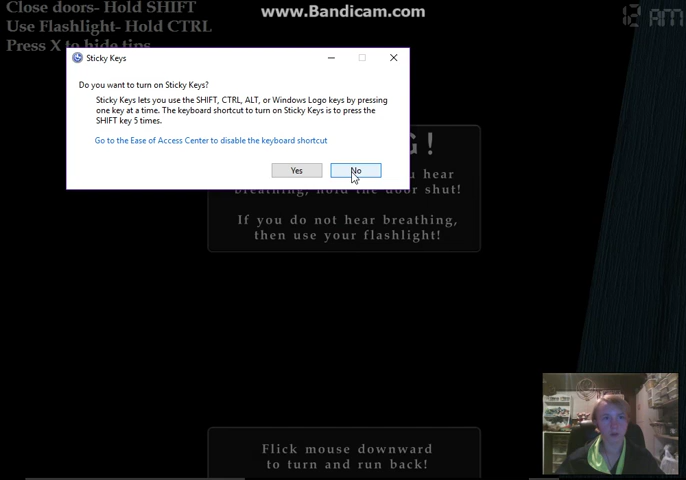 www.Bandicam.com
Close doors- Hold SHIFT
Use Flashlight- Hold CTRL
Press X to hide tips
12 AM
Sticky Keys
Do you want to turn on Sticky Keys?
Sticky Keys lets you use the SHIFT, CTRL, ALT, or Windows Logo keys by pressing
one key at a time. The keyboard shortcut to turn on Sticky Keys is to press the
SHIFT key 5 times.
Go to the Ease of Access Center to disable the keyboard shortcut
Yes
No
G!
hear
breathing, hold the door shut!
If you do not hear breathing,
then use your flashlight!
Flick mouse downward
to turn and run back!